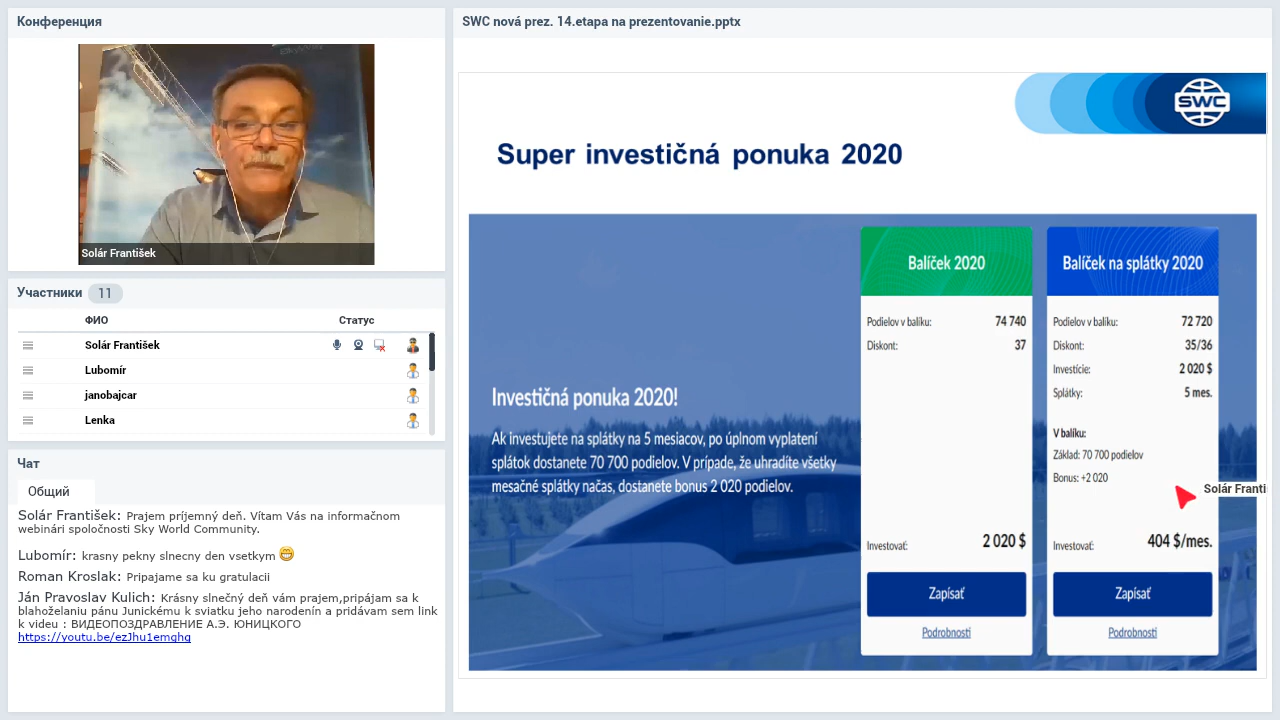 Конференция
Solár František
Участники 11
ФИО Статус
Solár František
Lubomír
janobajcar
Lenka
Чат
Общий
Solár František: Prajem príjemný deň. Vítam Vás na informačnom
webinári spoločnosti Sky World Community.
Lubomír: krasny pekny slnecny den vsetkym
Roman Kroslak: Pripajame sa ku gratulacii
Ján Pravoslav Kulich: Krásny slnečný deň vám prajem,pripájam sa k
blahoželaniu pánu Junickému k sviatku jeho narodenín a pridávam sem link
k videu : ВИДЕОПОЗДРАВЛЕНИЕ А.Э. ЮНИЦКОГО
https://youtu.be/ezJhu1emghg
SWC nová prez. 14.etapa na prezentovanie.pptx
SWC
Super investičná ponuka 2020
Investičná ponuka 2020!
Ak investujete na splátky na 5 mesiacov, po úplnom vyplatení
splátok dostanete 70 700 podielov. V prípade, že uhradíte všetky
mesačné splátky načas, dostanete bonus 2 020 podielov.
Balíček 2020
Podielov v balíku: 74 740
Diskont: 37
Investovať: 2 020 $
Zapísať
Podrobnosti
Balíček na splátky 2020
Podielov v balíku: 72 720
Diskont: 35/36
Investície: 2 020 $
Splátky: 5 mes.
V balíku:
Základ: 70 700 podielov
Bonus: +2 020
Solár Franti
Investovať: 404 $/mes.
Zapísať
Podrobnosti